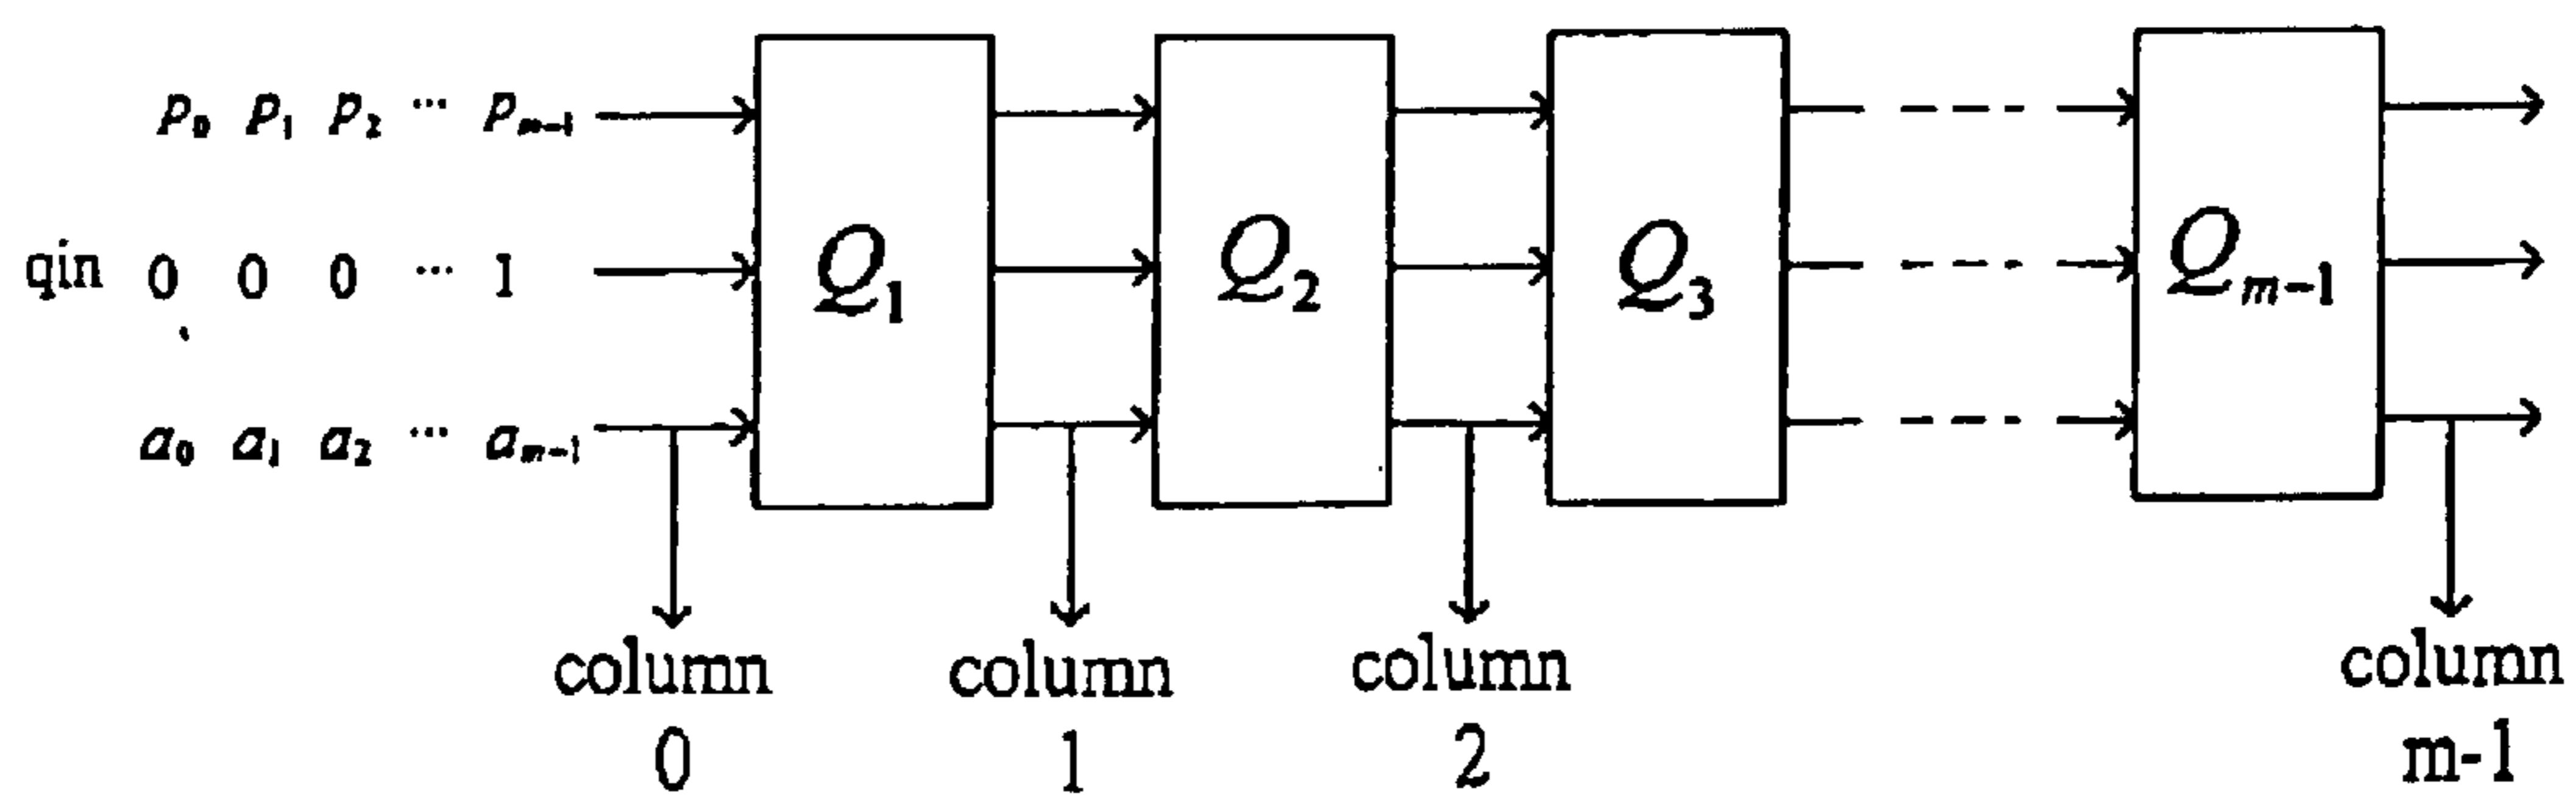 p₀ p₁ p₂ ... pₘ₋₁
qin 0 0 0 ... 1
a₀ a₁ a₂ ... aₘ₋₁
Q₁ Q₂ Q₃ Qₘ₋₁
column column column column
0 1 2 m-1